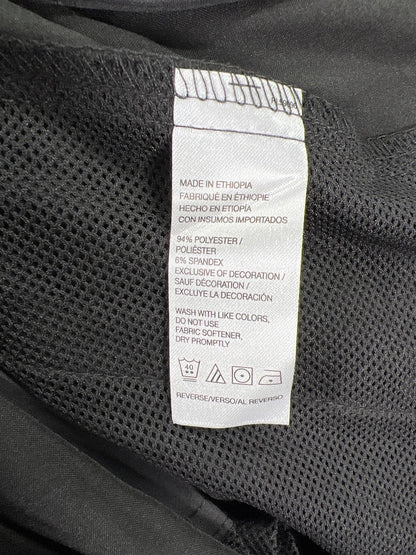 MADE IN ETHIOPIA
FABRIQUÉ EN ÉTHIOPIE
HECHO EN ETIOPÍA
CON INSUMOS IMPORTADOS
94% POLYESTER /
POLIÉSTER
6% SPANDEX
EXCLUSIVE OF DECORATION /
SAUF DÉCORATION /
EXCLUYE LA DECORACIÓN
WASH WITH LIKE COLORS,
DO NOT USE
FABRIC SOFTENER,
DRY PROMPTLY
40
REVERSE/VERSO/AL REVERSO